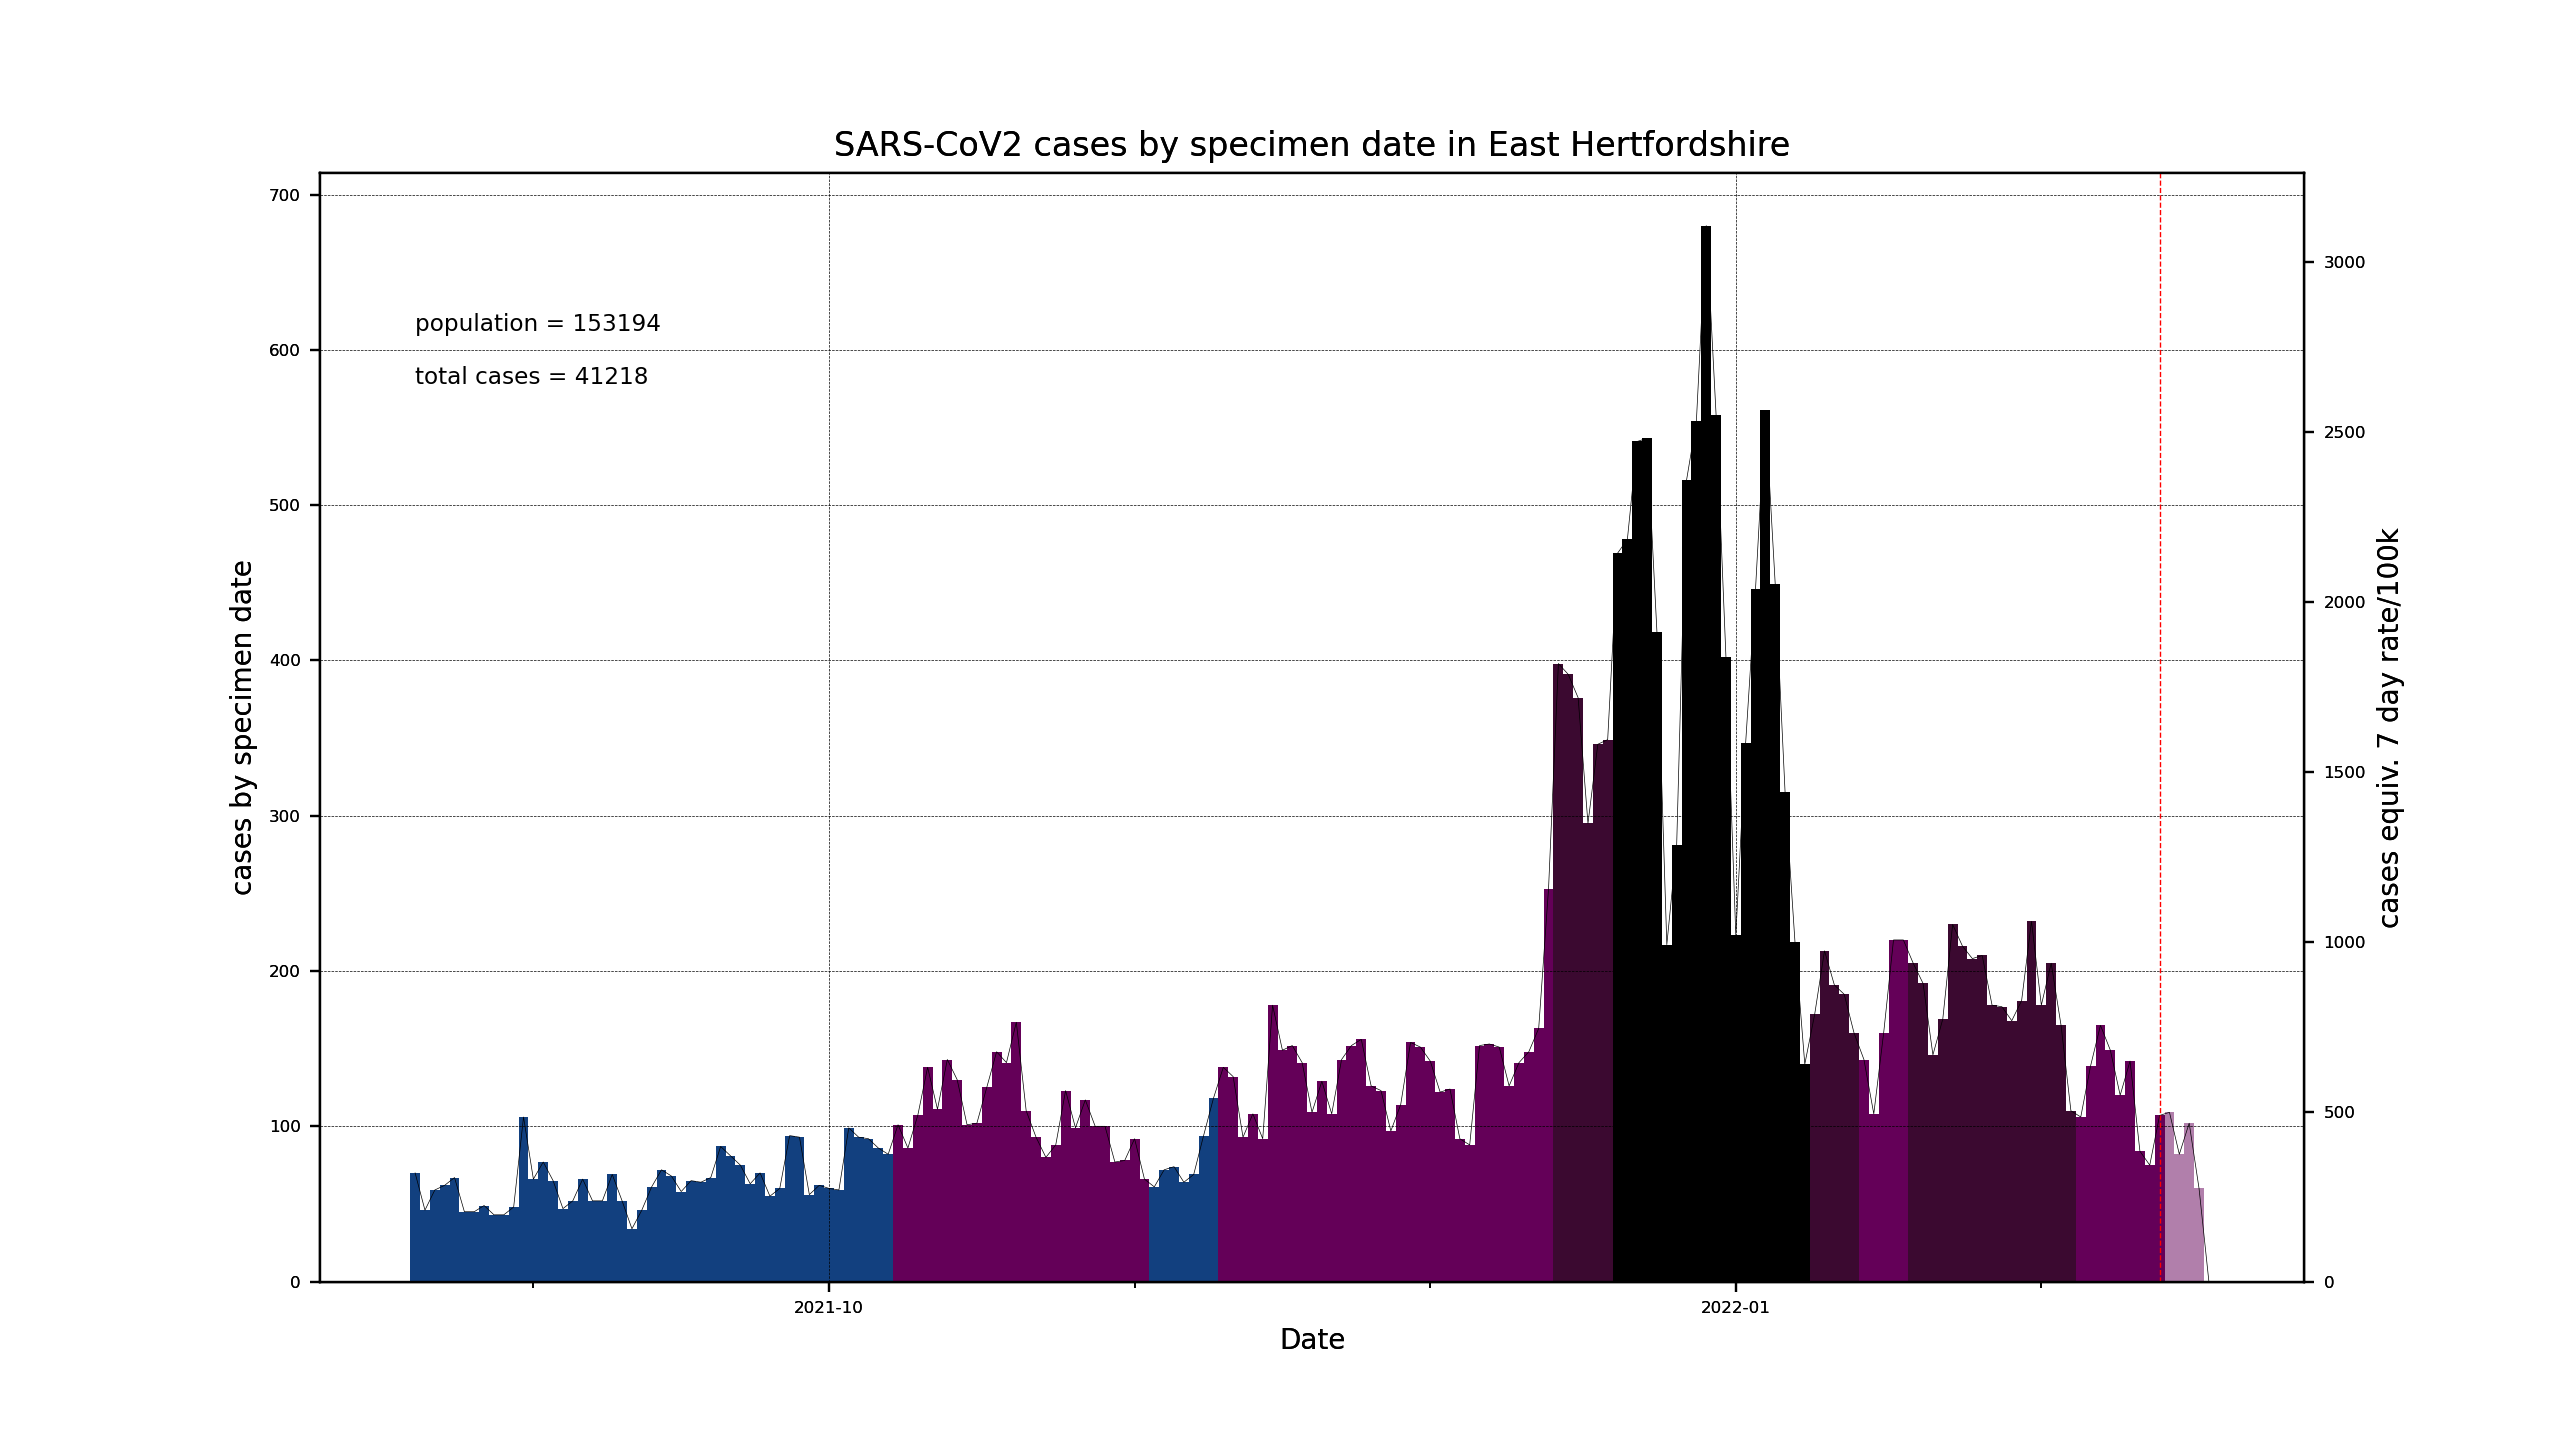 SARS-CoV2 cases by specimen date in East Hertfordshire
population = 153194
total cases = 41218
cases by specimen date
700
600
500
400
300
200
100
0
3000
2500
2000
1500
1000
500
0
cases equiv. 7 day rate/100k
2021-10
2022-01
Date